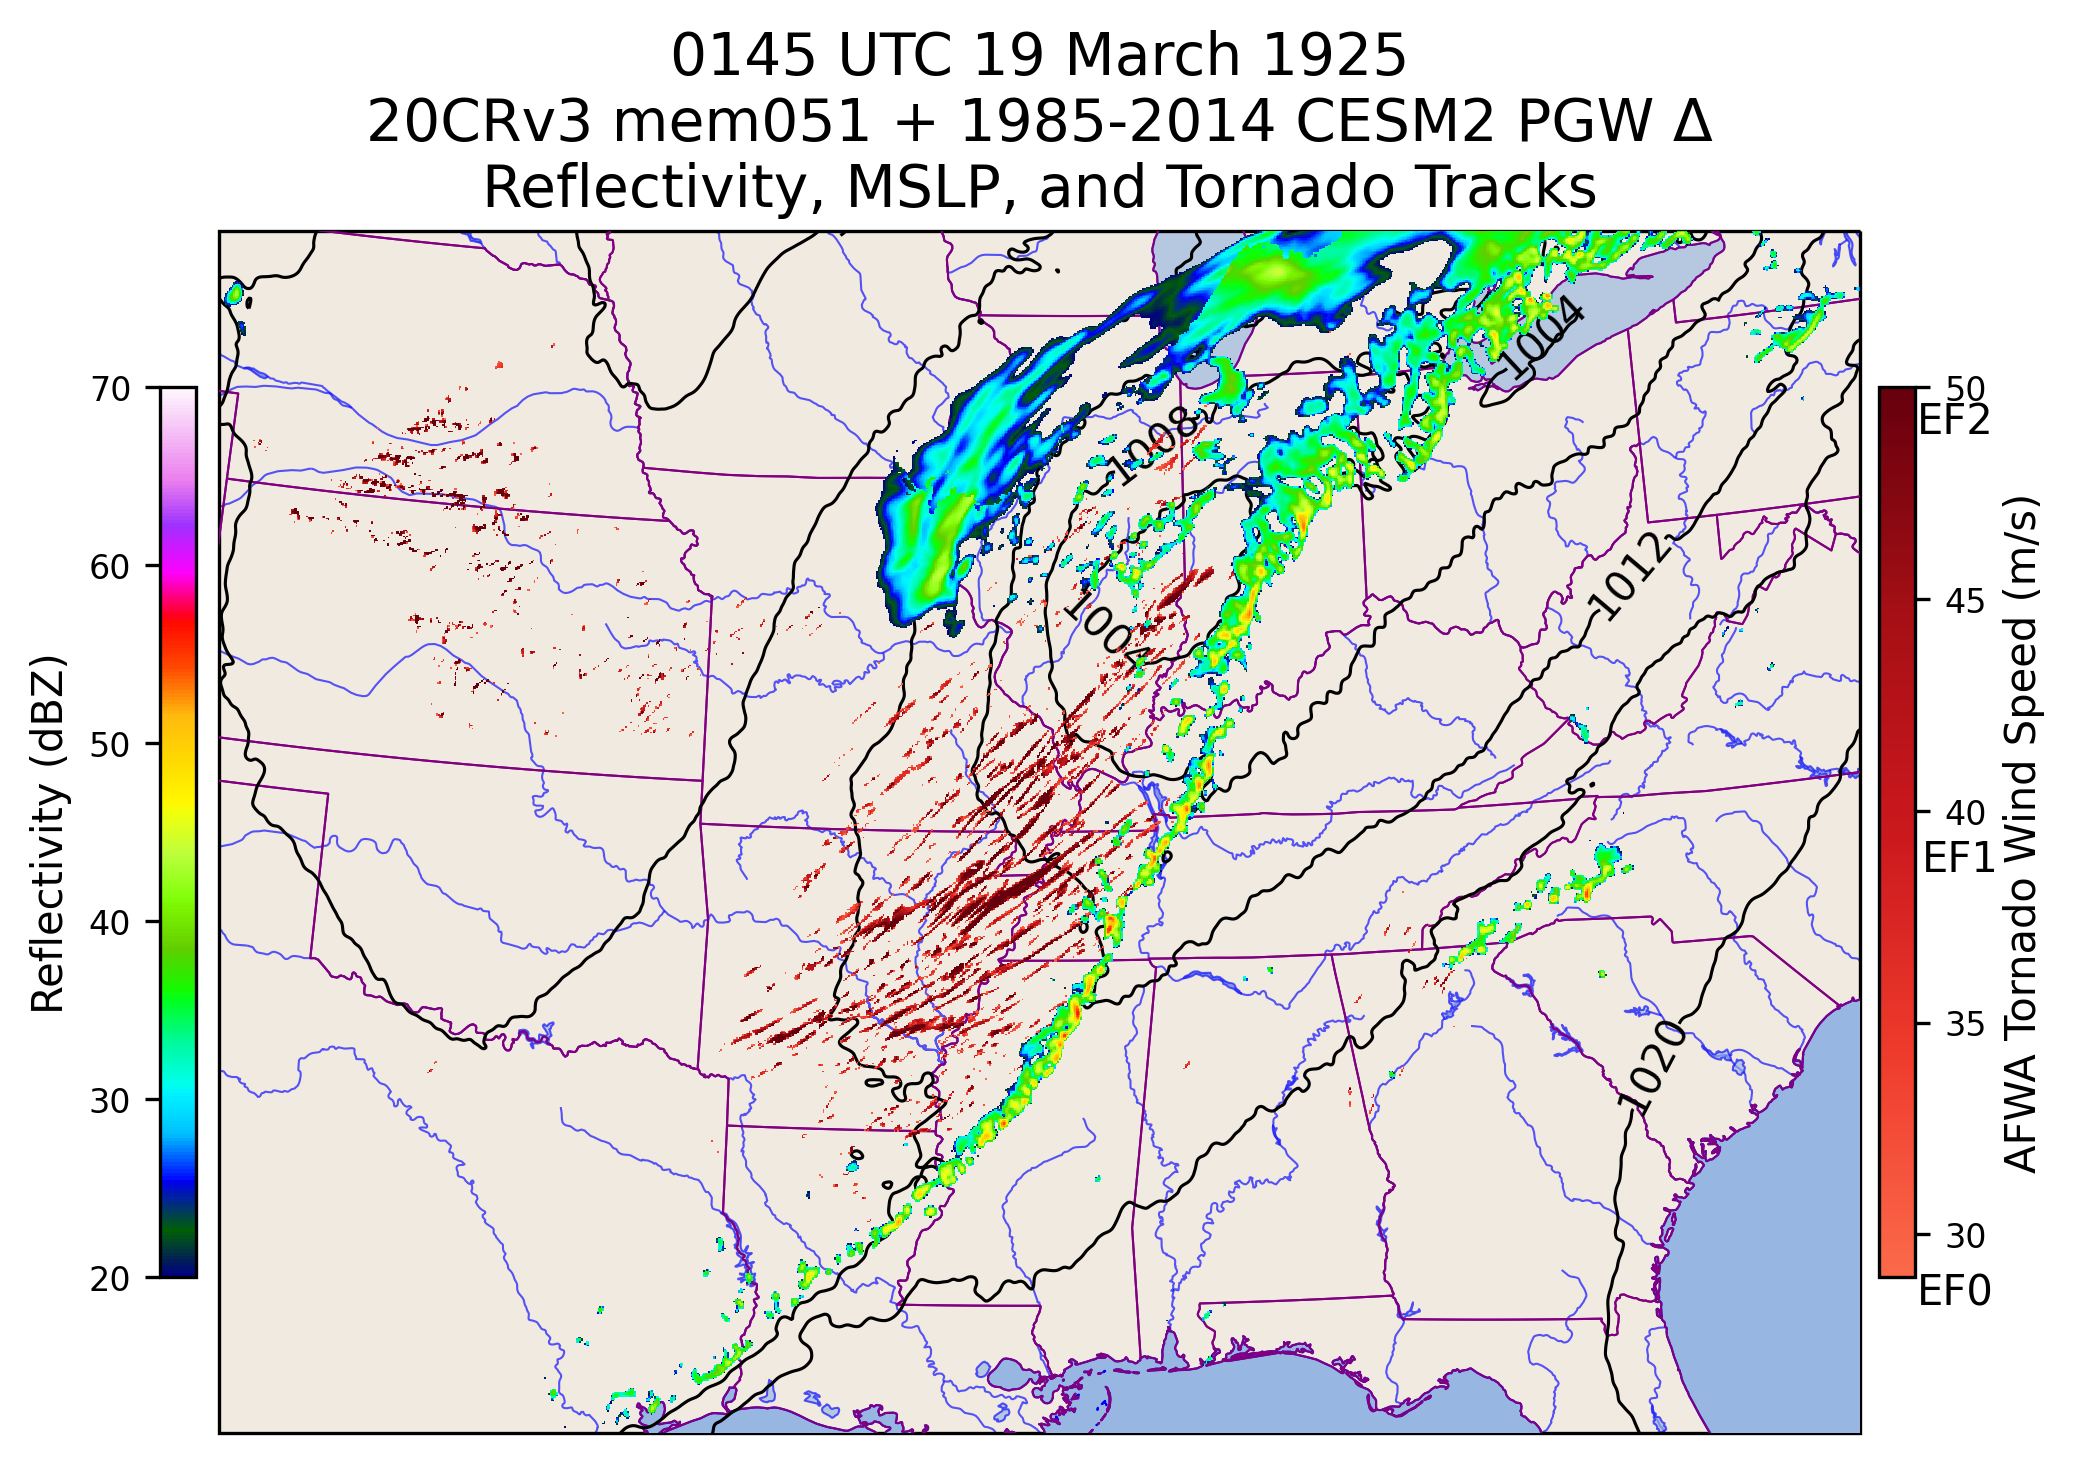 0145 UTC 19 March 1925
20CRv3 mem051 + 1985-2014 CESM2 PGW Δ
Reflectivity, MSLP, and Tornado Tracks
Reflectivity (dBZ)
70
60
50
40
30
20
1004
1008
1004
1012
1020
50
EF2
45
40
EF1
35
30
EF0
AFWA Tornado Wind Speed (m/s)